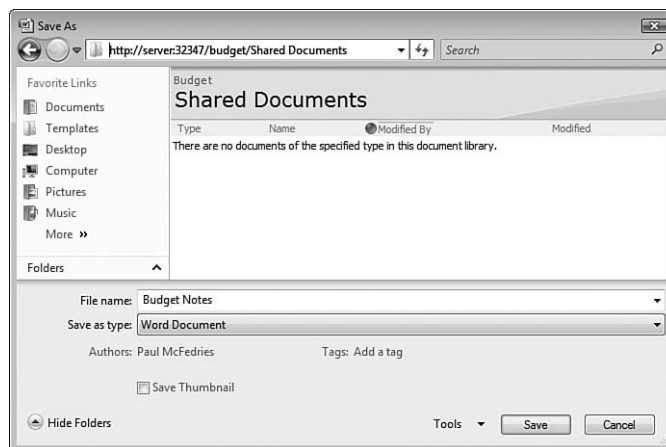 Save As
http://server:32347/budget/Shared Documents
Search
Favorite Links
Documents
Templates
Desktop
Computer
Pictures
Music
More »
Folders
Budget
Shared Documents
Type Name Modified By Modified
There are no documents of the specified type in this document library.
File name: Budget Notes
Save as type: Word Document
Authors: Paul McFedries Tags: Add a tag
Save Thumbnail
Hide Folders Tools Save Cancel